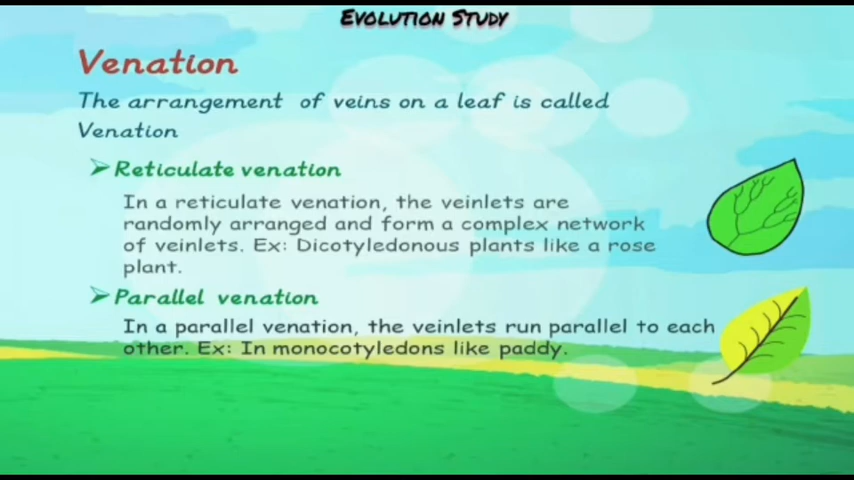 Evolution Study
Venation
The arrangement of veins on a leaf is called
Venation
Reticulate venation
In a reticulate venation, the veinlets are
randomly arranged and form a complex network
of veinlets. Ex: Dicotyledonous plants like a rose
plant.
Parallel venation
In a parallel venation, the veinlets run parallel to each
other. Ex: In monocotyledons like paddy.